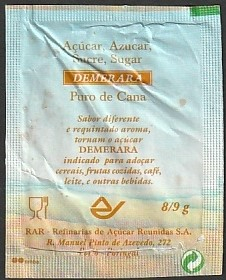 Açúcar, Azúcar,
Sucre, Sugar
DEMERARA
Puro de Cana
Sabor diferente
e requintado aroma,
tornam o açúcar
DEMERARA
indicado para adoçar
cereais, frutas cozidas, café,
leite, e outras bebidas.
8/9 g
RAR - Refinarias de Açúcar Reunidas S.A.
R. Manuel Pinto de Azevedo, 272
Portugal